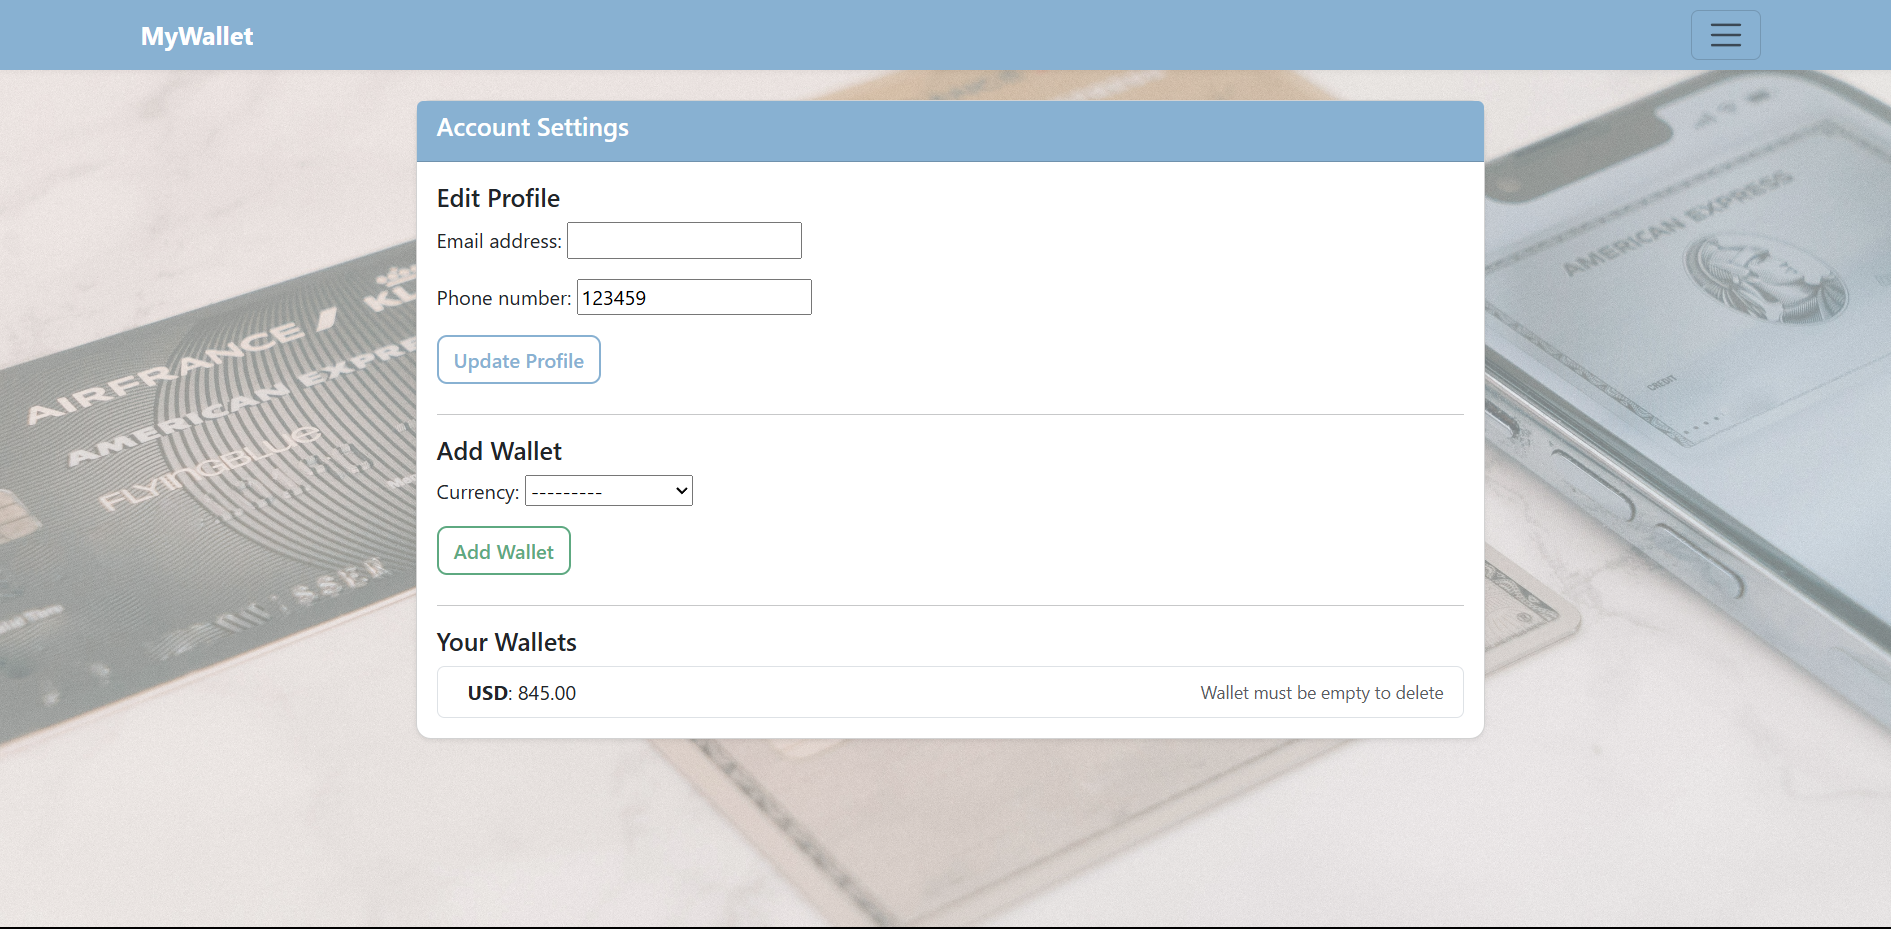 MyWallet
Account Settings
Edit Profile
Email address:
Phone number: 123459
Update Profile
Add Wallet
Currency: ---------
Add Wallet
Your Wallets
USD: 845.00 Wallet must be empty to delete
AIRFRANCE KL
AMERICAN EXPRE
FLYINGBLUE
AMERICAN EXPRESS
CREDIT